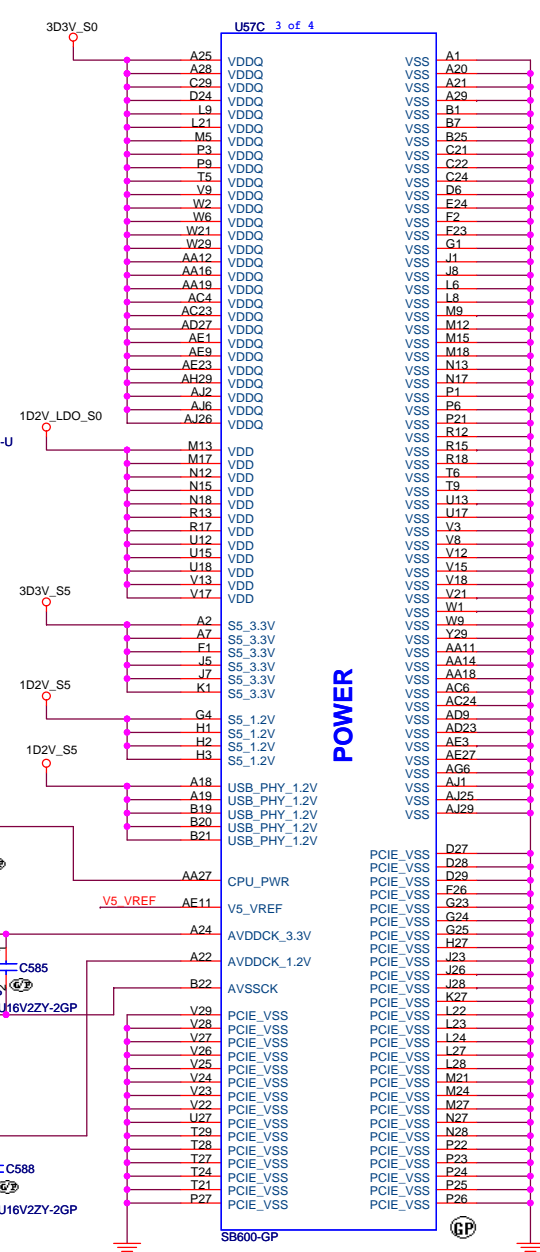 3D3V_S0
U57C 3 of 4
A25 VDDQ VSS A1
A28 VDDQ VSS A20
C29 VDDQ VSS A21
D24 VDDQ VSS A29
L9 VDDQ VSS B1
L21 VDDQ VSS B7
M5 VDDQ VSS B25
P3 VDDQ VSS C21
P9 VDDQ VSS C22
T5 VDDQ VSS C24
V9 VDDQ VSS D6
W2 VDDQ VSS E24
W6 VDDQ VSS F2
W21 VDDQ VSS F23
W29 VDDQ VSS G1
AA12 VDDQ VSS J1
AA16 VDDQ VSS J8
AA19 VDDQ VSS L6
AC4 VDDQ VSS L8
AC23 VDDQ VSS M9
AD27 VDDQ VSS M12
AE1 VDDQ VSS M15
AE9 VDDQ VSS M18
AE23 VDDQ VSS N13
AH29 VDDQ VSS N17
AJ2 VDDQ VSS P1
AJ6 VDDQ VSS P6
AJ26 VDDQ VSS P21
1D2V_LDO_S0
VSS R12
-U
M13 VDD VSS R15
M17 VDD VSS R18
N12 VDD VSS T6
N15 VDD VSS T9
N18 VDD VSS U13
R13 VDD VSS U17
R17 VDD VSS V3
U12 VDD VSS V8
U15 VDD VSS V12
U18 VDD VSS V15
V13 VDD VSS V18
V17 VDD VSS V21
3D3V_S5
VSS W1
A2 S5_3.3V VSS W9
A7 S5_3.3V VSS Y29
F1 S5_3.3V VSS AA11
J5 S5_3.3V VSS AA14
J7 S5_3.3V VSS AA18
K1 S5_3.3V VSS AC6
1D2V_S5
VSS AC24
G4 S5_1.2V VSS AD9
H1 S5_1.2V VSS AD23
H2 S5_1.2V VSS AE3
H3 S5_1.2V VSS AE27
1D2V_S5
VSS AG6
A18 USB_PHY_1.2V VSS AJ1
A19 USB_PHY_1.2V VSS AJ25
B19 USB_PHY_1.2V VSS AJ29
B20 USB_PHY_1.2V
B21 USB_PHY_1.2V
POWER
PCIE_VSS D27
PCIE_VSS D28
AA27 CPU_PWR PCIE_VSS D29
PCIE_VSS F26
V5_VREF AE11 V5_VREF PCIE_VSS G23
PCIE_VSS G24
A24 AVDDCK_3.3V PCIE_VSS G25
PCIE_VSS H27
A22 AVDDCK_1.2V PCIE_VSS J23
C585
PCIE_VSS J26
B22 AVSSCK PCIE_VSS J28
PCIE_VSS K27
U16V2ZY-2GP
V29 PCIE_VSS PCIE_VSS L22
V28 PCIE_VSS PCIE_VSS L23
V27 PCIE_VSS PCIE_VSS L24
V26 PCIE_VSS PCIE_VSS L27
V25 PCIE_VSS PCIE_VSS L28
V24 PCIE_VSS PCIE_VSS M21
V23 PCIE_VSS PCIE_VSS M24
V22 PCIE_VSS PCIE_VSS M27
U27 PCIE_VSS PCIE_VSS N27
T29 PCIE_VSS PCIE_VSS N28
T28 PCIE_VSS PCIE_VSS P22
T27 PCIE_VSS PCIE_VSS P23
C588
T24 PCIE_VSS PCIE_VSS P24
T21 PCIE_VSS PCIE_VSS P25
P27 PCIE_VSS PCIE_VSS P26
U16V2ZY-2GP
SB600-GP
GP